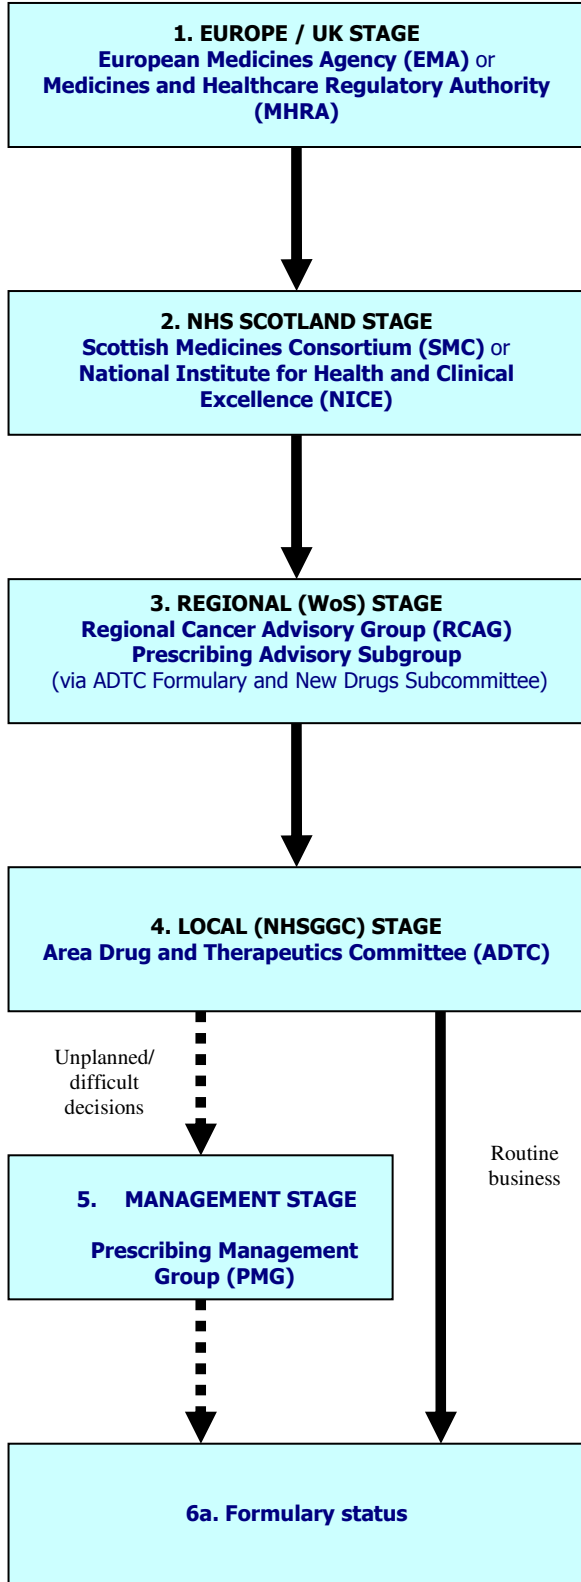 1. EUROPE / UK STAGE
European Medicines Agency (EMA) or
Medicines and Healthcare Regulatory Authority
(MHRA)
2. NHS SCOTLAND STAGE
Scottish Medicines Consortium (SMC) or
National Institute for Health and Clinical
Excellence (NICE)
3. REGIONAL (WoS) STAGE
Regional Cancer Advisory Group (RCAG)
Prescribing Advisory Subgroup
(via ADTC Formulary and New Drugs Subcommittee)
4. LOCAL (NHSGGC) STAGE
Area Drug and Therapeutics Committee (ADTC)
Unplanned/
difficult
decisions
Routine
business
5. MANAGEMENT STAGE
Prescribing Management
Group (PMG)
6a. Formulary status